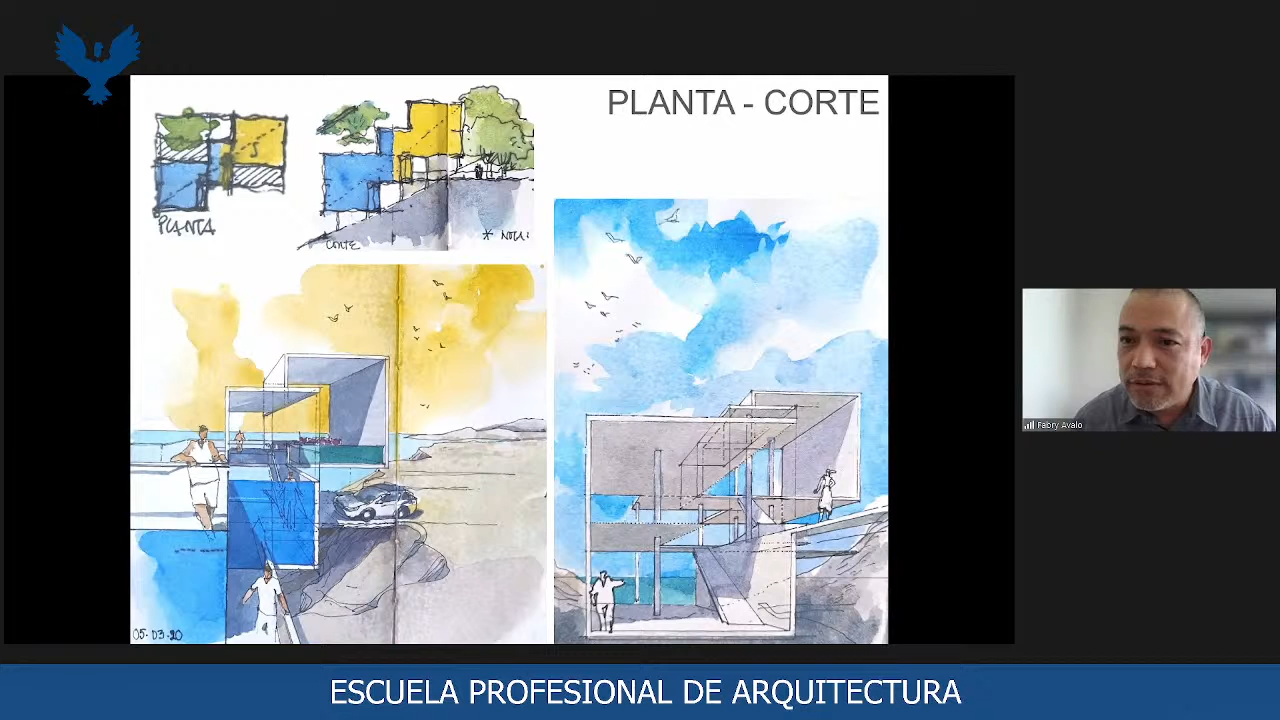 PLANTA - CORTE
PLANTA
CORTE
05-03-20
Fabry Avalo
ESCUELA PROFESIONAL DE ARQUITECTURA